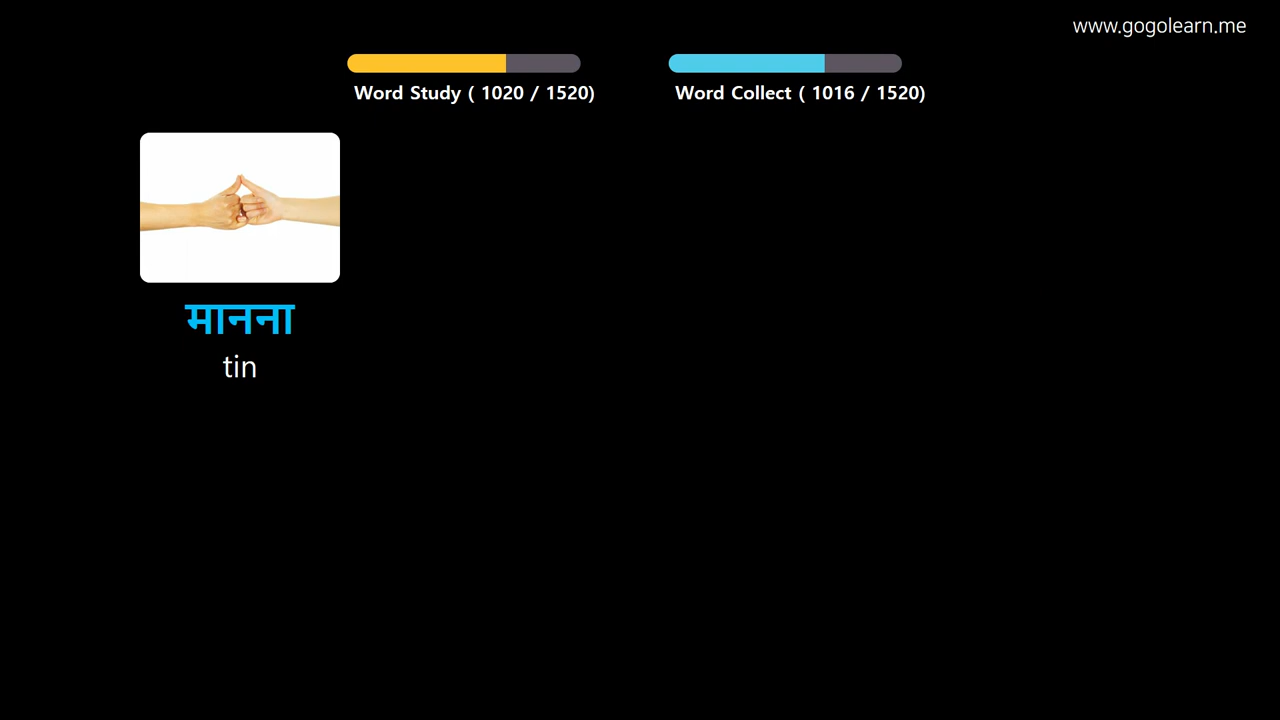 www.gogolearn.me
Word Study ( 1020 / 1520)
Word Collect ( 1016 / 1520)
मानना
tin